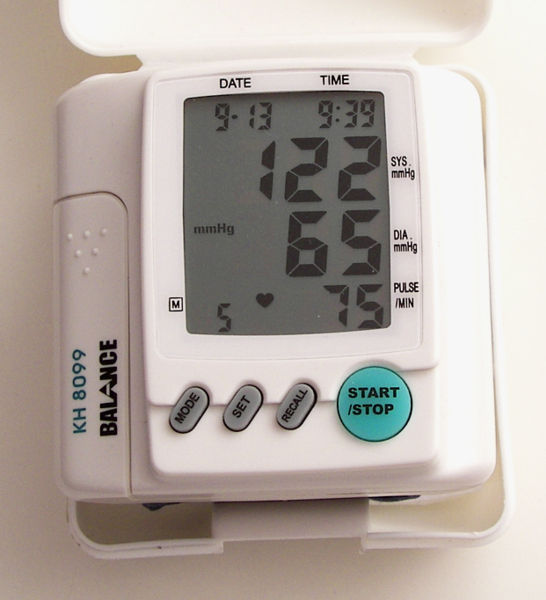 DATE TIME
9-13 9:39
122 SYS.
mmHg
mmHg
65 DIA.
mmHg
M
5
75 PULSE
/MIN
KH 8099
BALANCE
MODE SET RECALL START
/STOP